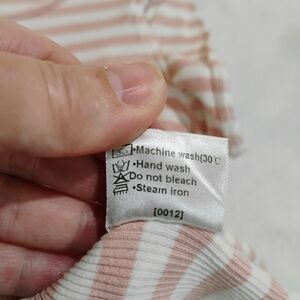 •Machine wash(30℃
•Hand wash
Do not bleach
•Steam iron
[0012]